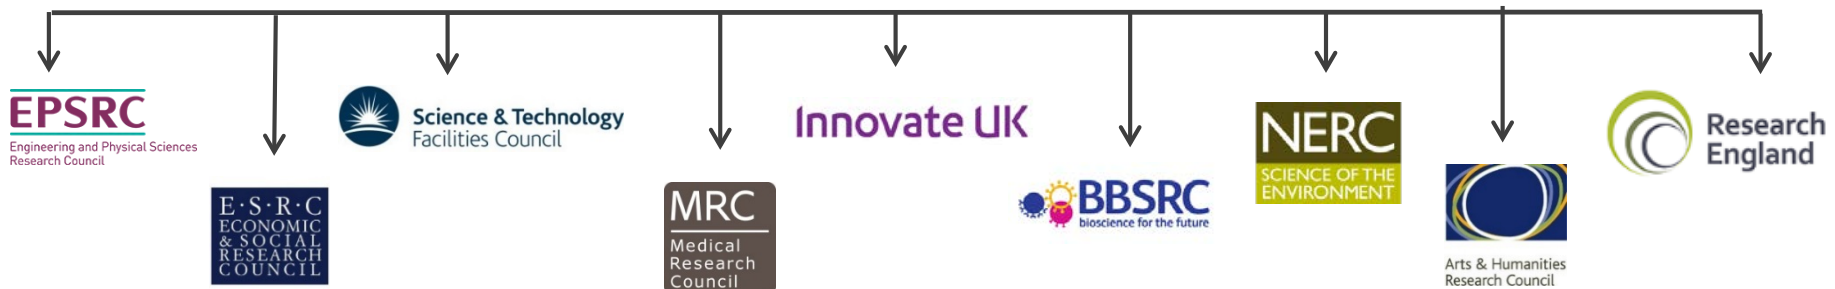 EPSRC
Engineering and Physical Sciences
Research Council
E·S·R·C
ECONOMIC
& SOCIAL
RESEARCH
COUNCIL
Science & Technology
Facilities Council
MRC
Medical
Research
Council
Innovate UK
BBSRC
bioscience for the future
NERC
SCIENCE OF THE
ENVIRONMENT
Arts & Humanities
Research Council
Research
England